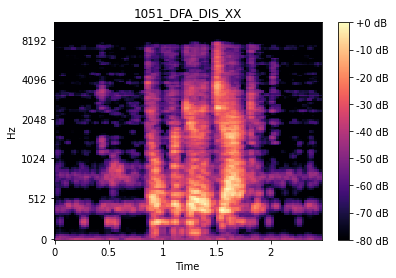 1051_DFA_DIS_XX
+0 dB
8192
-10 dB
4096
-20 dB
-30 dB
Hz
2048
-40 dB
1024
-50 dB
-60 dB
512
-70 dB
0
-80 dB
0
0.5
1
1.5
2
Time